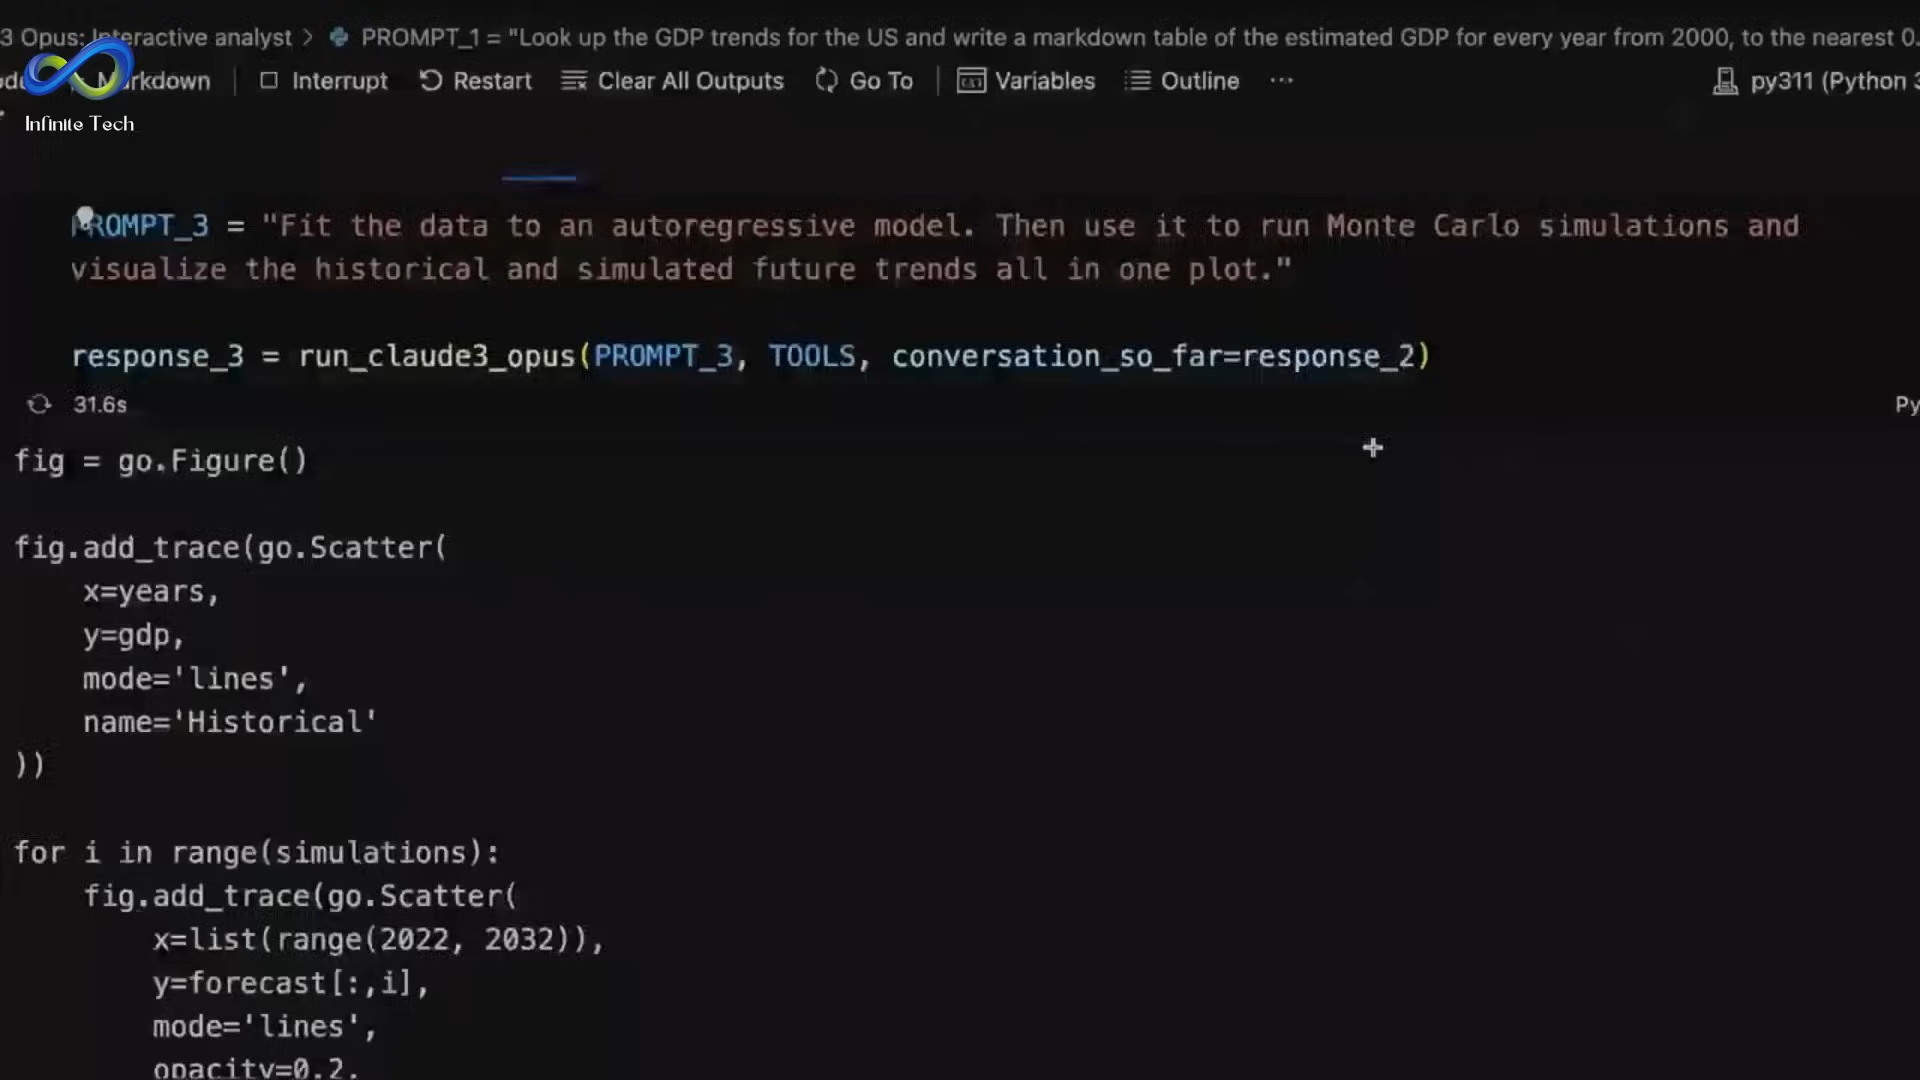 3 Opus: Interactive analyst > PROMPT_1 = "Look up the GDP trends for the US and write a markdown table of the estimated GDP for every year from 2000, to the nearest 0.
Markdown | Interrupt Restart Clear All Outputs Go To | Variables Outline ... py311 (Python 3
Infinite Tech
PROMPT_3 = "Fit the data to an autoregressive model. Then use it to run Monte Carlo simulations and
visualize the historical and simulated future trends all in one plot."
response_3 = run_claude3_opus(PROMPT_3, TOOLS, conversation_so_far=response_2)
31.6s Py
fig = go.Figure()
fig.add_trace(go.Scatter(
x=years,
y=gdp,
mode='lines',
name='Historical'
))
for i in range(simulations):
fig.add_trace(go.Scatter(
x=list(range(2022, 2032)),
y=forecast[:,i],
mode='lines',
opacity=0.2,